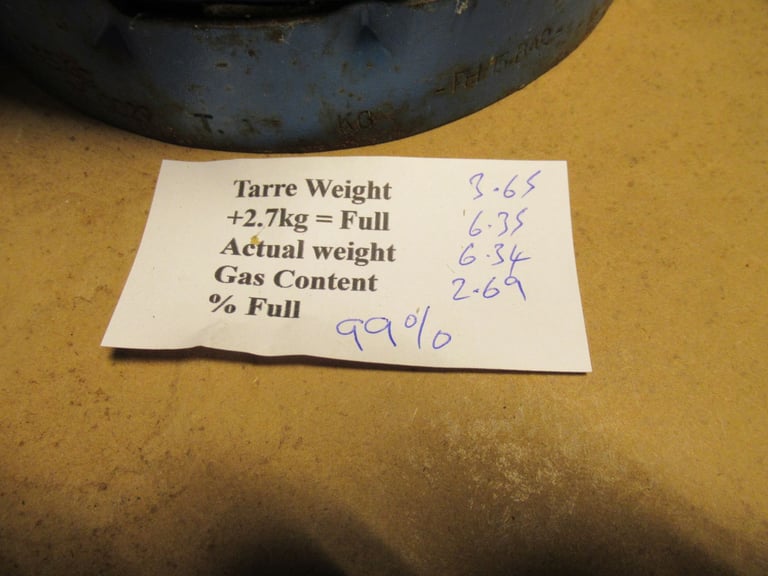 T. KG
Tarre Weight 3.65
+2.7kg = Full 6.35
Actual weight 6.34
Gas Content 2.69
% Full 99%